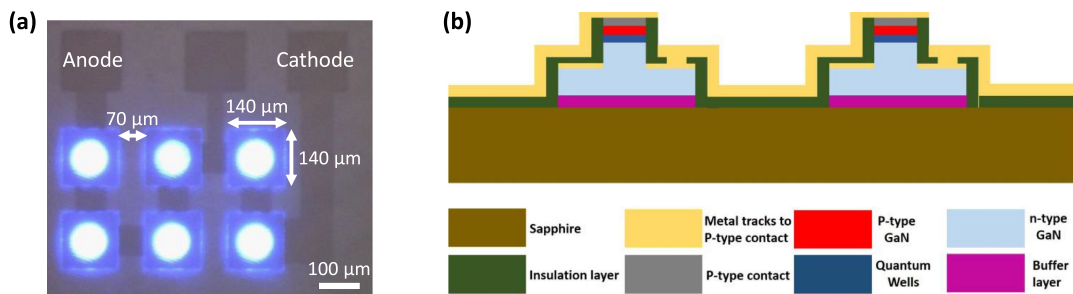 (a)
Anode
Cathode
140 µm
70 µm
140 µm
100 µm
(b)
Sapphire
Metal tracks to
P-type contact
P-type
GaN
n-type
GaN
Insulation layer
P-type contact
Quantum
Wells
Buffer
layer